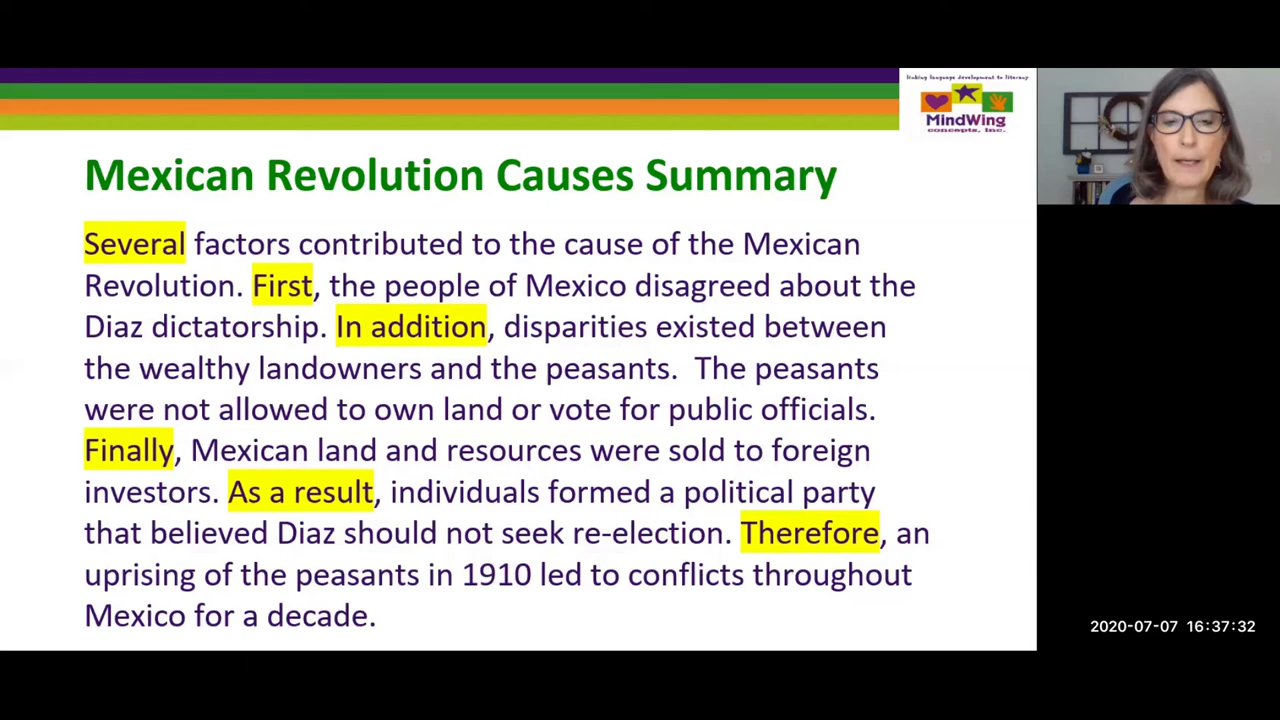 linking language development to literacy
MindWing
concepts, inc.
Mexican Revolution Causes Summary
Several factors contributed to the cause of the Mexican
Revolution. First, the people of Mexico disagreed about the
Diaz dictatorship. In addition, disparities existed between
the wealthy landowners and the peasants.  The peasants
were not allowed to own land or vote for public officials.
Finally, Mexican land and resources were sold to foreign
investors. As a result, individuals formed a political party
that believed Diaz should not seek re-election. Therefore, an
uprising of the peasants in 1910 led to conflicts throughout
Mexico for a decade.
2020-07-07 16:37:32